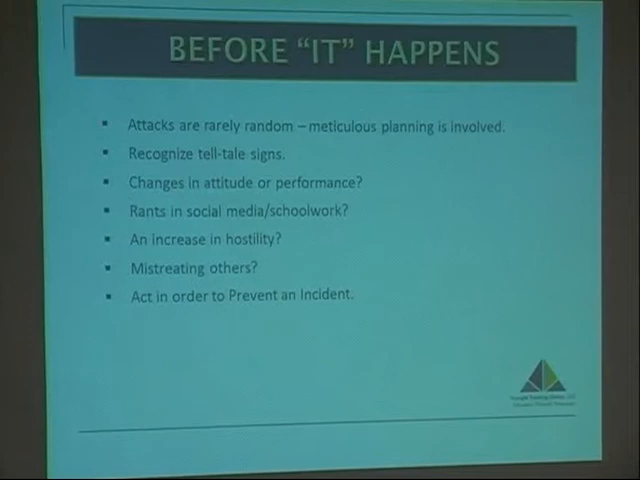 BEFORE “IT” HAPPENS
▪ Attacks are rarely random – meticulous planning is involved.
▪ Recognize tell-tale signs.
▪ Changes in attitude or performance?
▪ Rants in social media/schoolwork?
▪ An increase in hostility?
▪ Mistreating others?
▪ Act in order to Prevent an Incident.